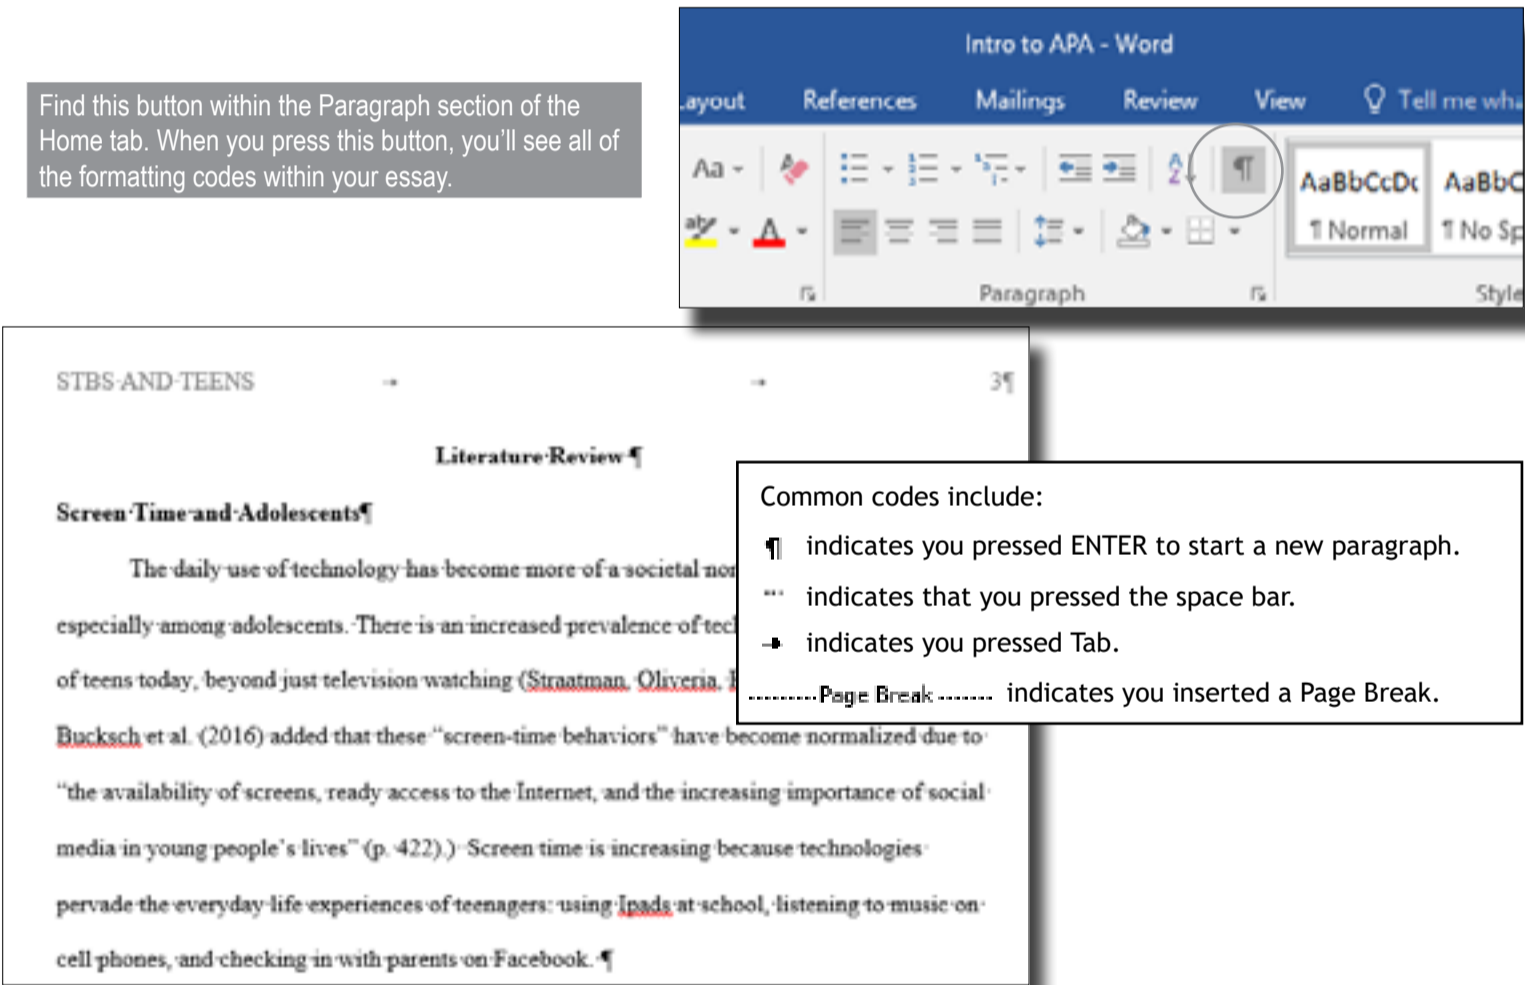 Find this button within the Paragraph section of the
Home tab. When you press this button, you’ll see all of
the formatting codes within your essay.
Intro to APA - Word
ayout References Mailings Review View Tell me wha
Aa AaBbCcDc AaBbC
aby A ¶ Normal ¶ No Sp
Paragraph Style
STBS·AND·TEENS → → 3¶
Literature·Review·¶
Screen·Time·and·Adolescents¶
The·daily·use·of·technology·has·become·more·of·a·societal·nor
especially·among·adolescents.·There·is·an·increased·prevalence·of·tec
of·teens·today,·beyond·just·television·watching·(Straatman,·Oliveria,
Bucksch·et·al.·(2016)·added·that·these·“screen-time·behaviors”·have·become·normalized·due·to·
“the·availability·of·screens,·ready·access·to·the·Internet,·and·the·increasing·importance·of·social·
media·in·young·people’s·lives”·(p.·422).)··Screen·time·is·increasing·because·technologies·
pervade·the·everyday·life·experiences·of·teenagers:·using·Ipads·at·school,·listening·to·music·on·
cell·phones,·and·checking·in·with·parents·on·Facebook.·¶
Common codes include:
¶ indicates you pressed ENTER to start a new paragraph.
··· indicates that you pressed the space bar.
→ indicates you pressed Tab.
.........Page Break....... indicates you inserted a Page Break.